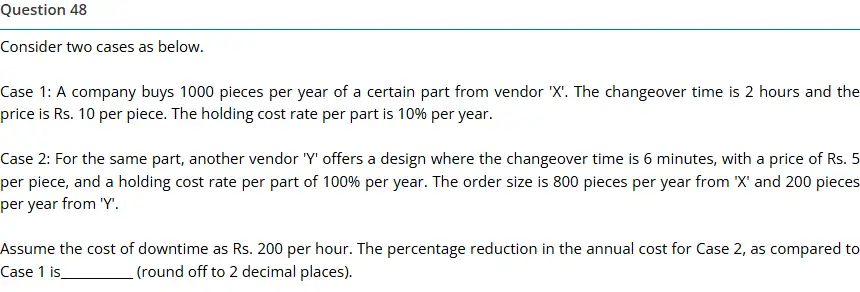 Question 48
Consider two cases as below.
Case 1: A company buys 1000 pieces per year of a certain part from vendor 'X'. The changeover time is 2 hours and the
price is Rs. 10 per piece. The holding cost rate per part is 10% per year.
Case 2: For the same part, another vendor 'Y' offers a design where the changeover time is 6 minutes, with a price of Rs. 5
per piece, and a holding cost rate per part of 100% per year. The order size is 800 pieces per year from 'X' and 200 pieces
per year from 'Y'.
Assume the cost of downtime as Rs. 200 per hour. The percentage reduction in the annual cost for Case 2, as compared to
Case 1 is__________ (round off to 2 decimal places).